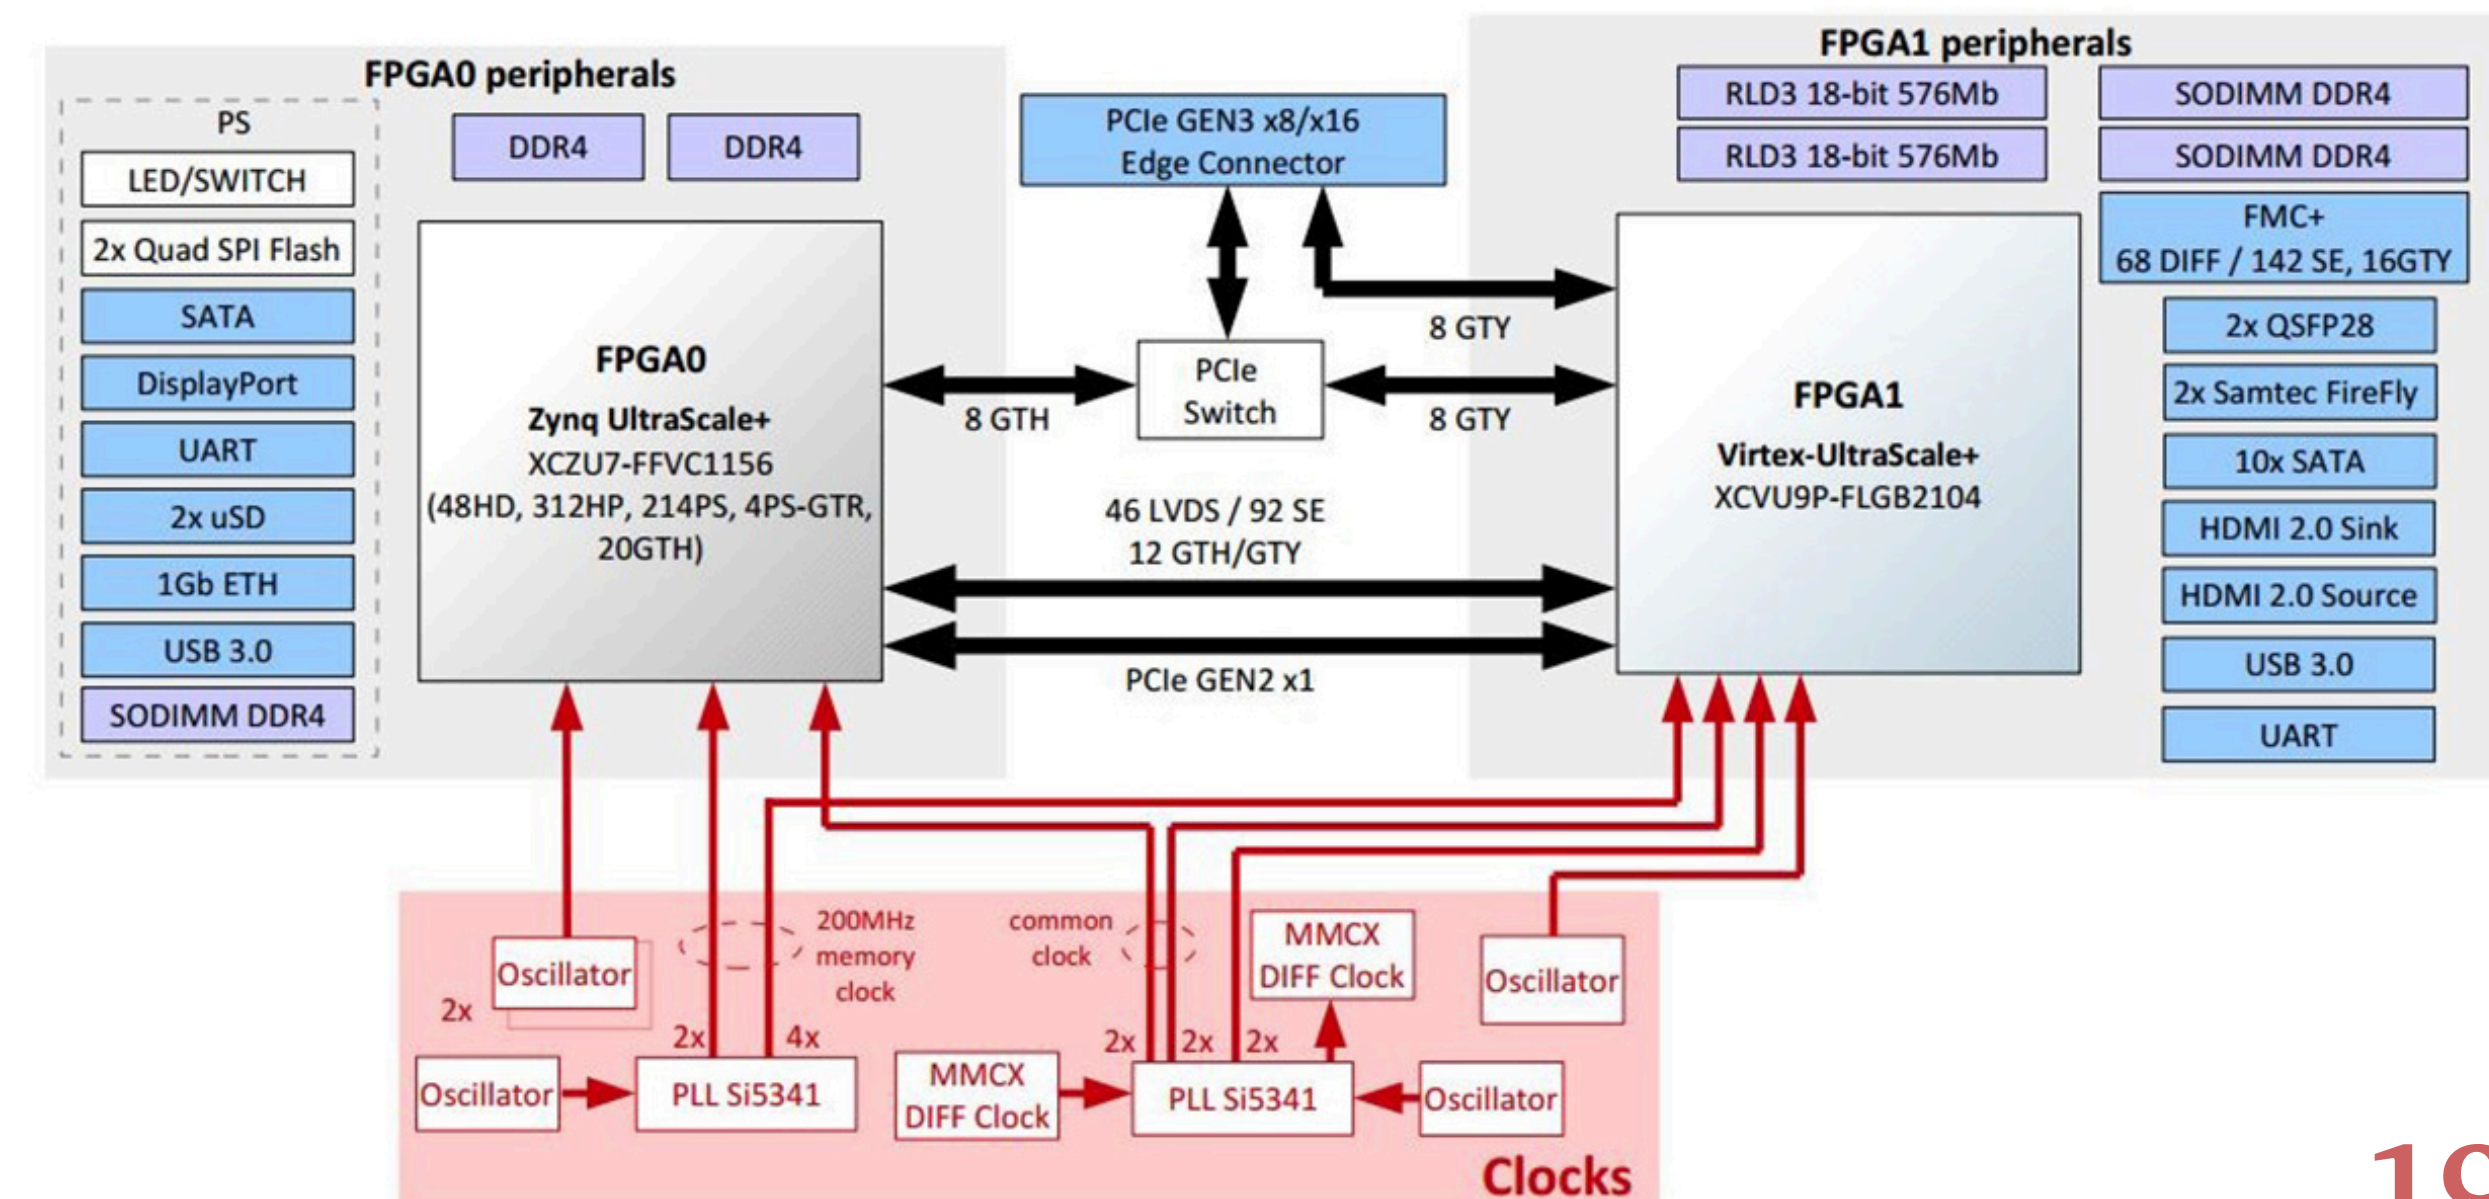 FPGA0 peripherals
PS
LED/SWITCH
2x Quad SPI Flash
SATA
DisplayPort
UART
2x uSD
1Gb ETH
USB 3.0
SODIMM DDR4
DDR4
DDR4
FPGA0
Zynq UltraScale+
XCZU7-FFVC1156
(48HD, 312HP, 214PS, 4PS-GTR,
20GTH)
PCIe GEN3 x8/x16
Edge Connector
8 GTY
PCIe
Switch
8 GTH
8 GTY
46 LVDS / 92 SE
12 GTH/GTY
PCIe GEN2 x1
FPGA1 peripherals
RLD3 18-bit 576Mb
RLD3 18-bit 576Mb
SODIMM DDR4
SODIMM DDR4
FMC+
68 DIFF / 142 SE, 16GTY
2x QSFP28
2x Samtec FireFly
10x SATA
HDMI 2.0 Sink
HDMI 2.0 Source
USB 3.0
UART
FPGA1
Virtex-UltraScale+
XCVU9P-FLGB2104
Oscillator
2x
200MHz
memory
clock
common
clock
MMCX
DIFF Clock
Oscillator
2x
4x
2x
2x
2x
Oscillator
PLL Si5341
MMCX
DIFF Clock
PLL Si5341
Oscillator
Clocks